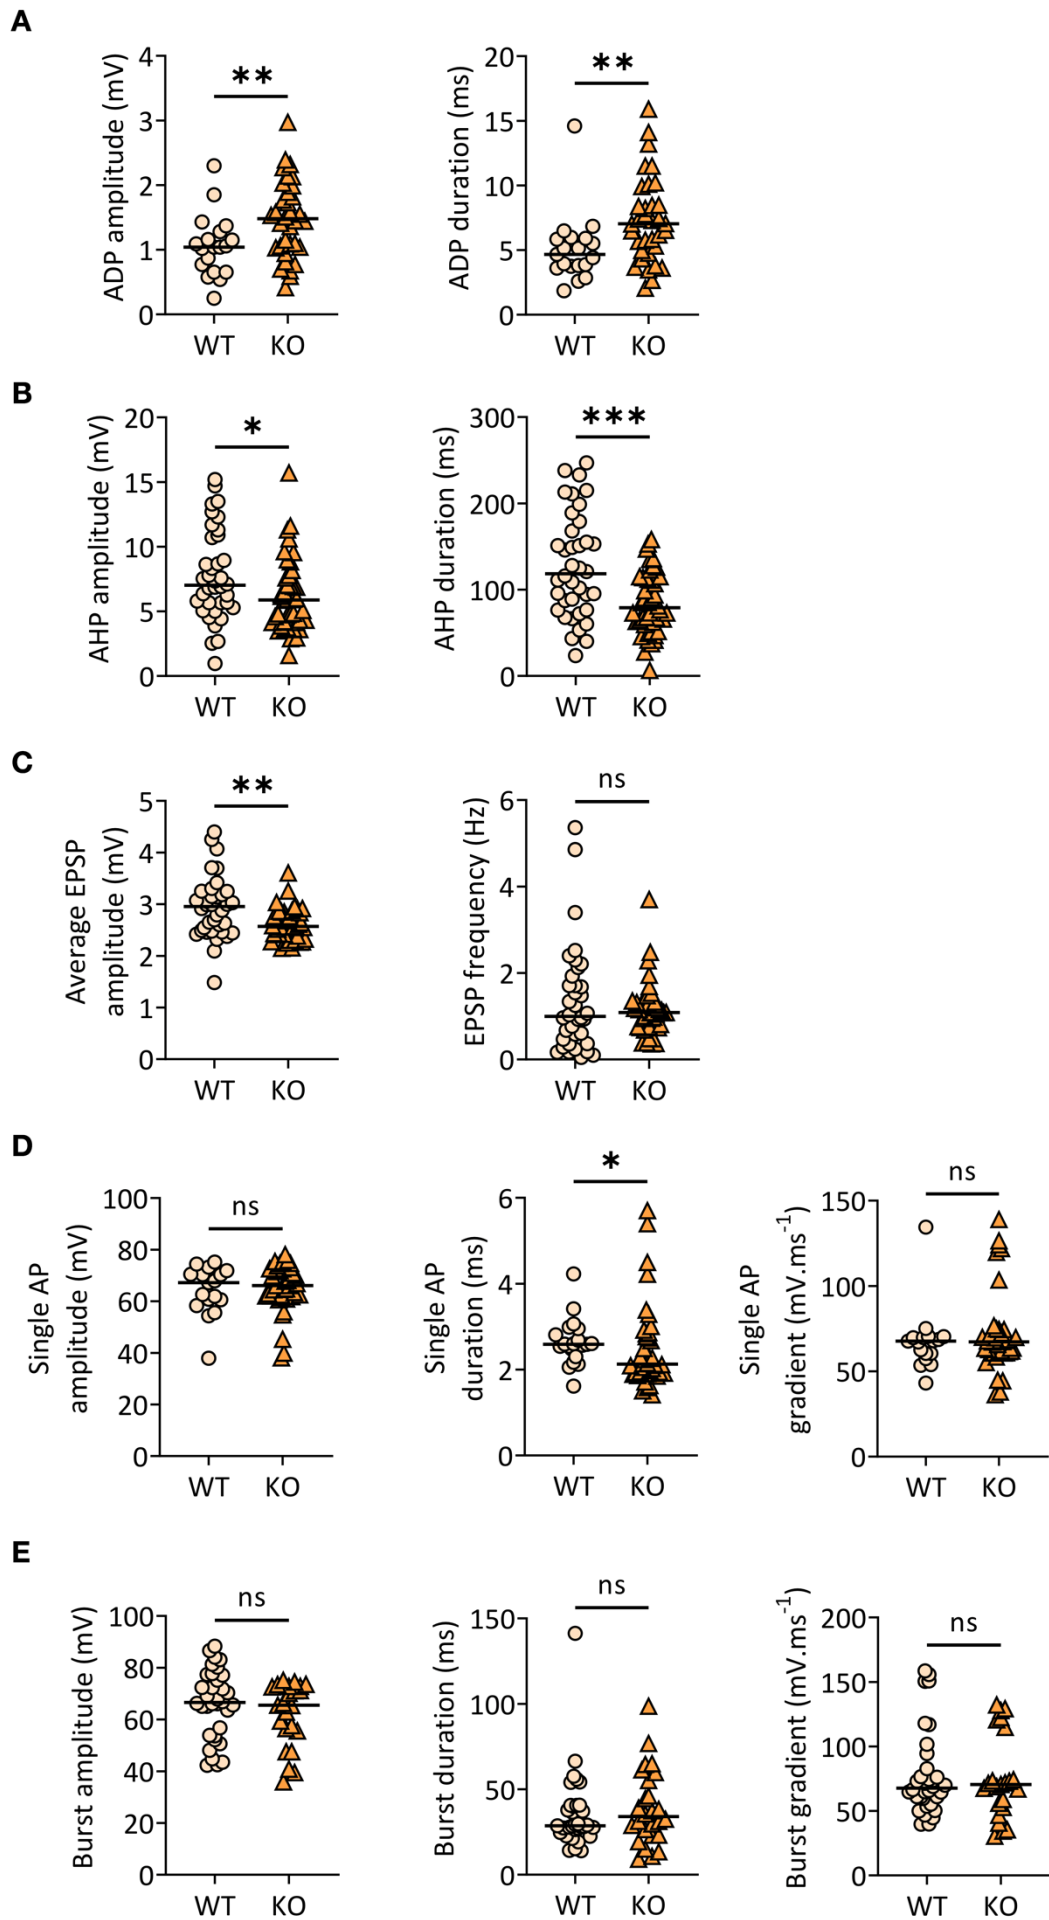 A
ADP amplitude (mV)
4
3
2
1
0
**
WT KO
ADP duration (ms)
20
15
10
5
0
**
WT KO
B
AHP amplitude (mV)
20
15
10
5
0
*
WT KO
AHP duration (ms)
300
200
100
0
***
WT KO
C
Average EPSP
amplitude (mV)
5
4
3
2
1
0
**
WT KO
EPSP frequency (Hz)
6
4
2
0
ns
WT KO
D
Single AP
amplitude (mV)
100
80
60
40
20
0
ns
WT KO
Single AP
duration (ms)
6
4
2
0
*
WT KO
Single AP
gradient (mV.ms⁻¹)
150
100
50
0
ns
WT KO
E
Burst amplitude (mV)
100
80
60
40
20
0
ns
WT KO
Burst duration (ms)
150
100
50
0
ns
WT KO
Burst gradient (mV.ms⁻¹)
200
150
100
50
0
ns
WT KO